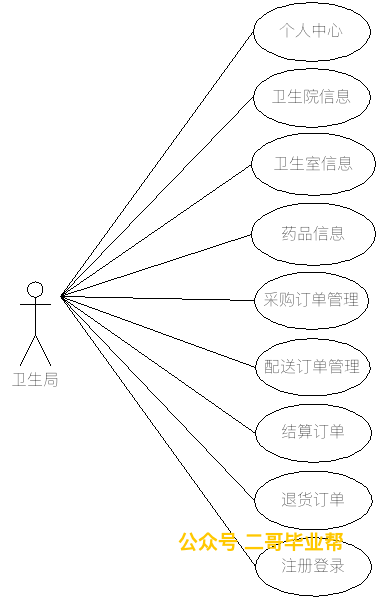 个人中心
卫生院信息
卫生室信息
药品信息
采购订单管理
配送订单管理
卫生局
结算订单
退货订单
公众号 二哥毕业帮
注册登录